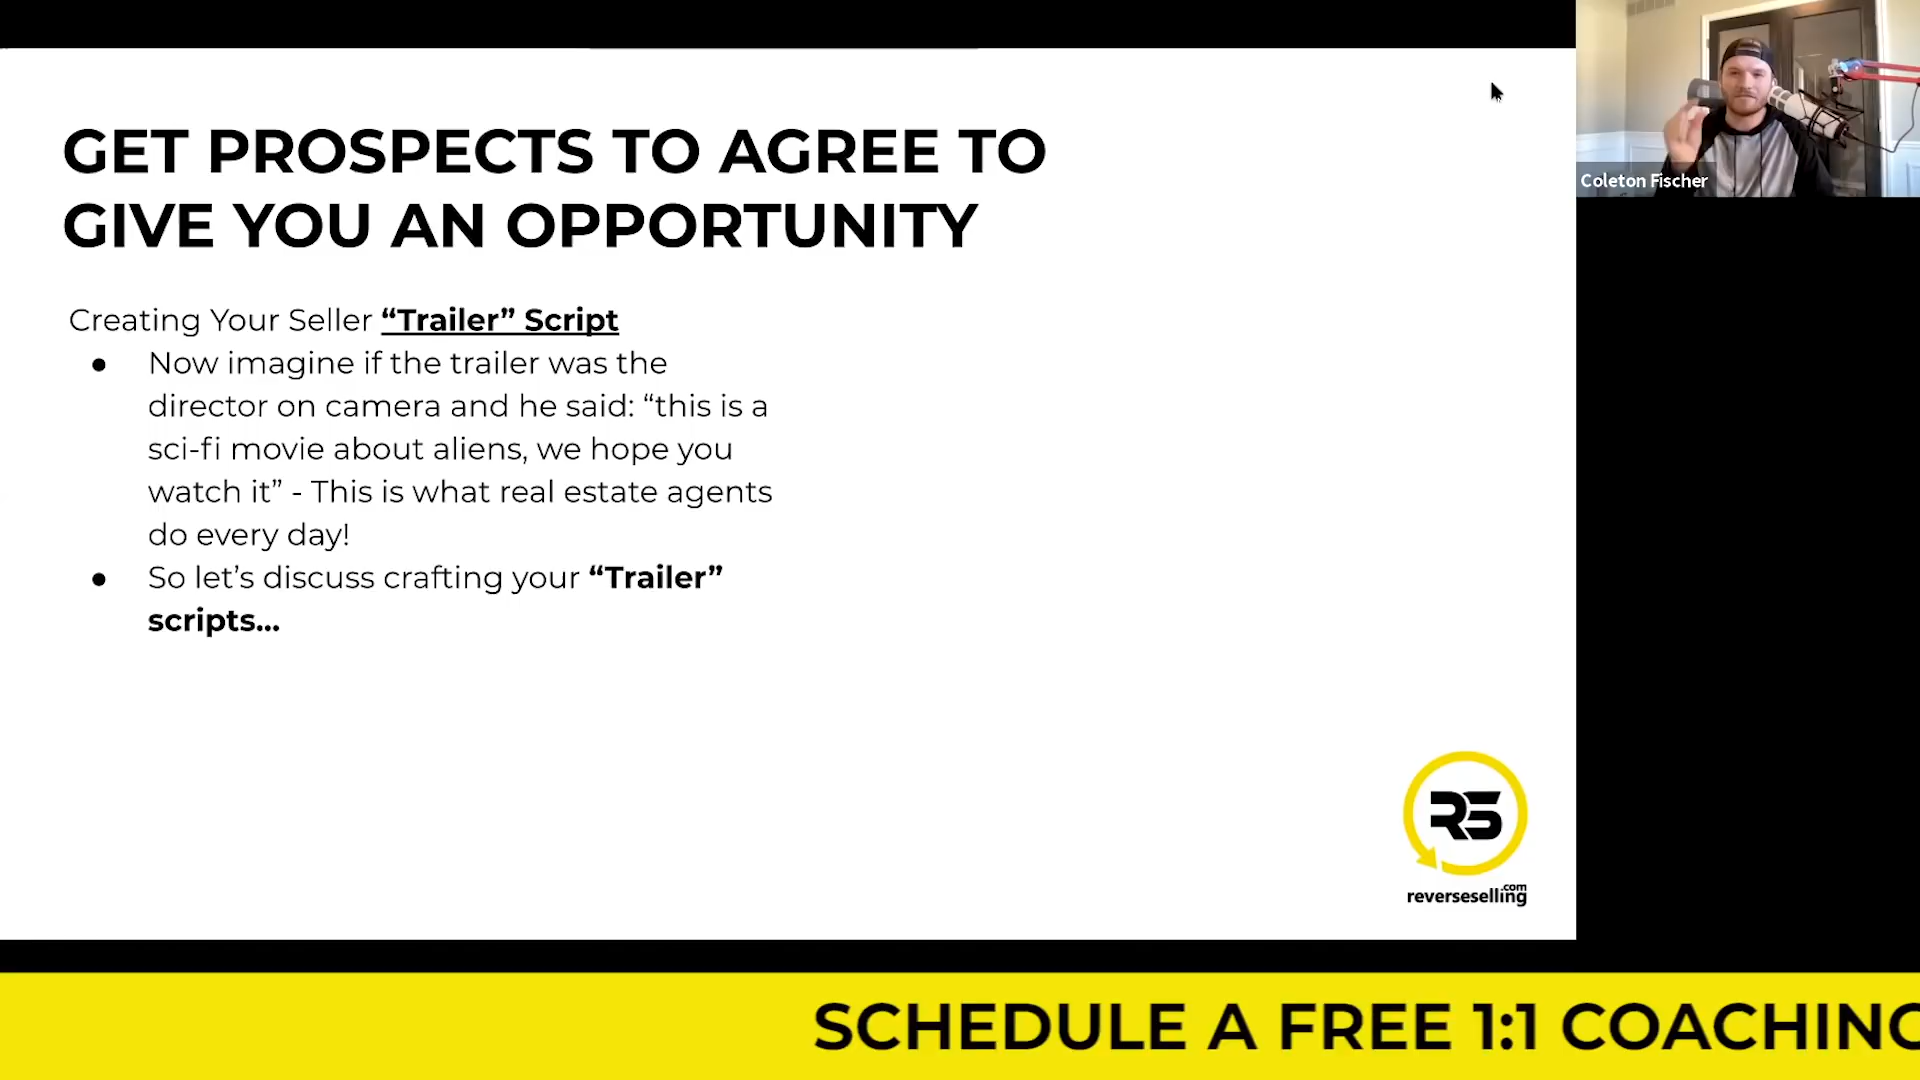 GET PROSPECTS TO AGREE TO
GIVE YOU AN OPPORTUNITY
Creating Your Seller “Trailer” Script
● Now imagine if the trailer was the
director on camera and he said: “this is a
sci-fi movie about aliens, we hope you
watch it” - This is what real estate agents
do every day!
● So let’s discuss crafting your “Trailer”
scripts...
Coleton Fischer
RS
reverseselling.com
SCHEDULE A FREE 1:1 COACHING